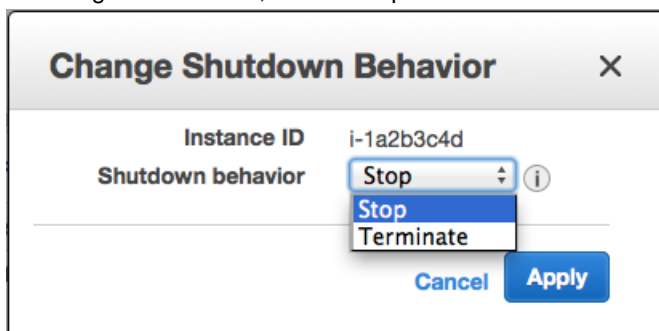 Change Shutdown Behavior ×
Instance ID i-1a2b3c4d
Shutdown behavior Stop i
Stop
Terminate
Cancel Apply